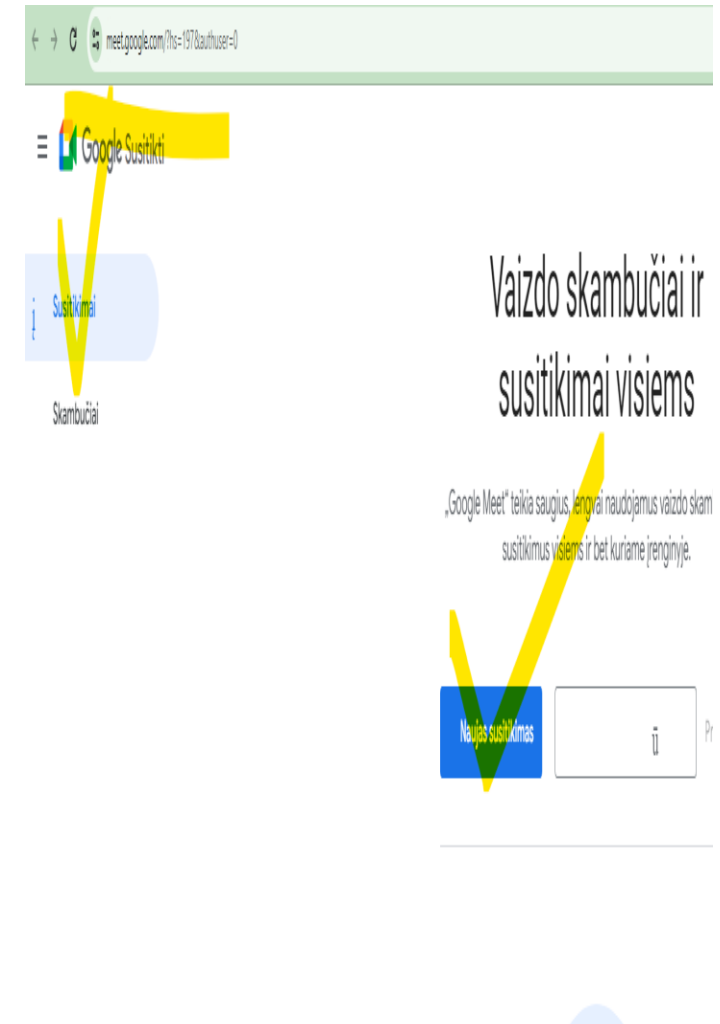 meet.google.com/?hs=197&authuser=0
Google Susitikti
Susitikimai
į
Skambučiai
Vaizdo skambučiai ir
susitikimai visiems
„Google Meet“ teikia saugius, lengvai naudojamus vaizdo skam
susitikimus visiems ir bet kuriame įrenginyje.
Naujas susitikimas
ū
Pr